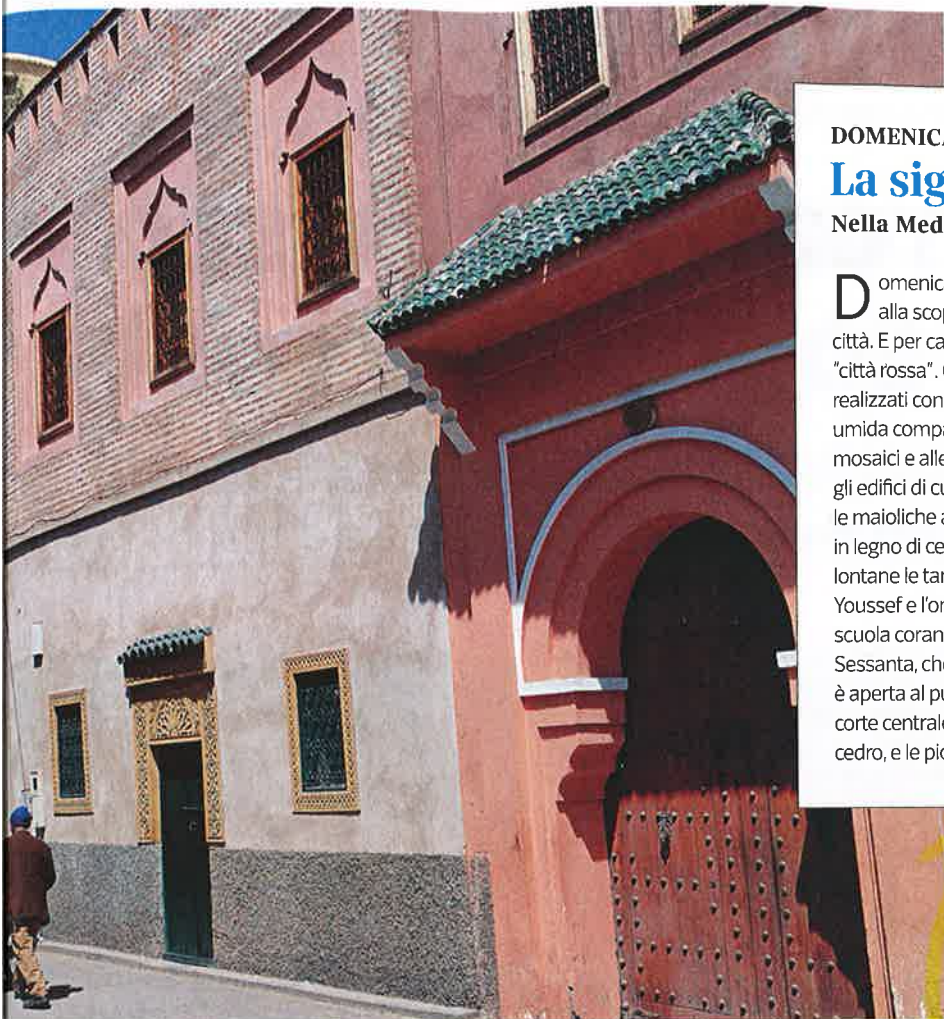 DOMENICA
La sig
Nella Med
Domenic
alla scop
città. E per ca
"città rossa".
realizzati con
umida compa
mosaici e alle
gli edifici di cu
le maioliche a
in legno di ce
lontane le tan
Youssef e l'or
scuola coran
Sessanta, che
è aperta al pu
corte centrale
cedro, e le pic